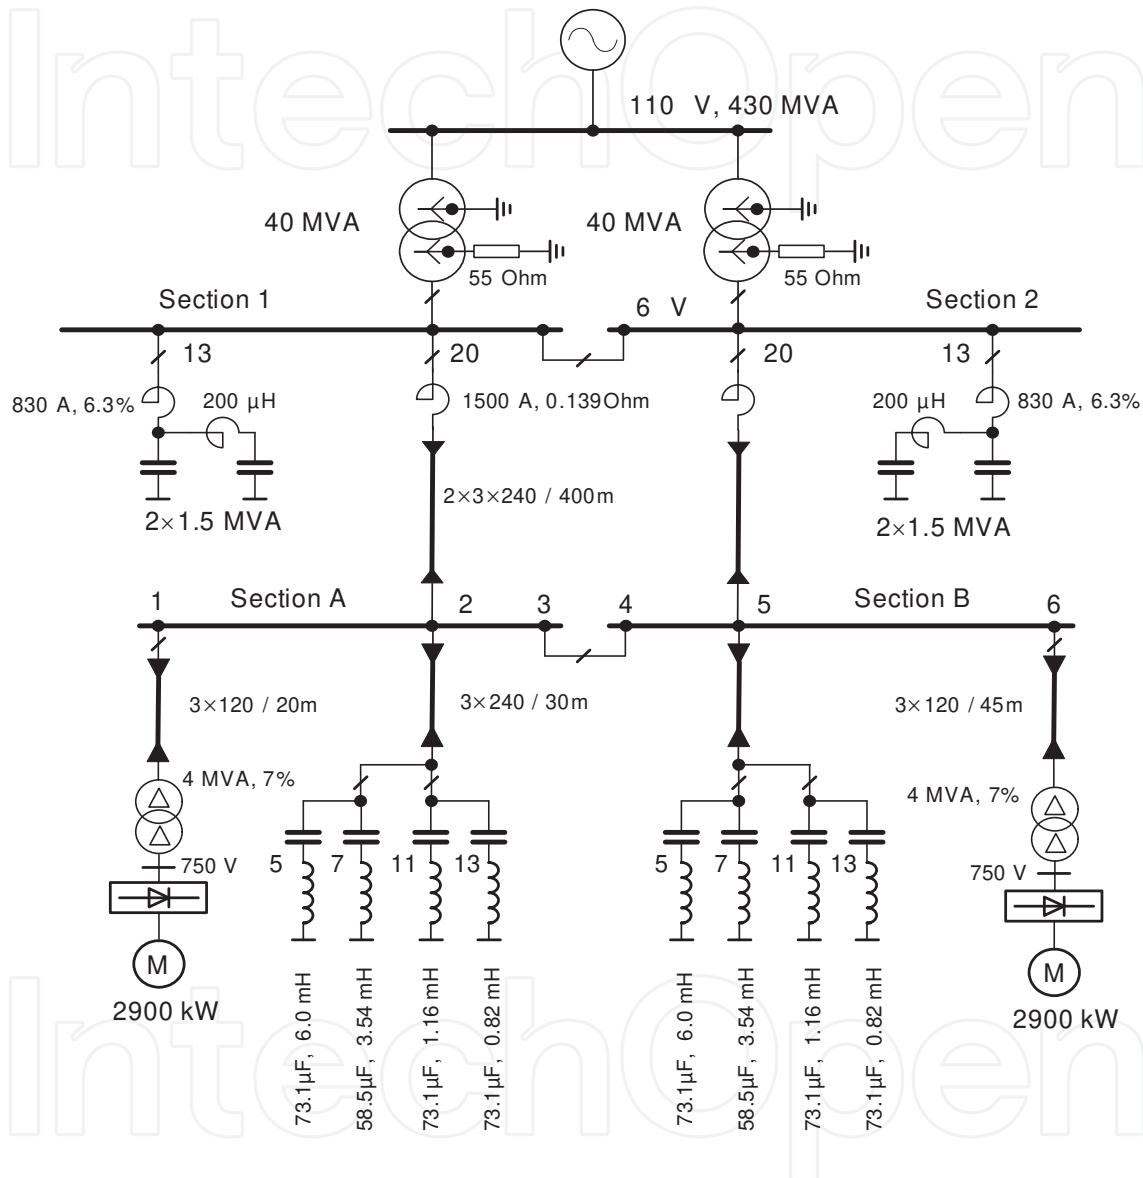 IntechOpen
110 V, 430 MVA
40 MVA
40 MVA
55 Ohm
55 Ohm
Section 1
6 V
Section 2
13
20
20
13
830 A, 6.3%
200 µH
1500 A, 0.139Ohm
200 µH
830 A, 6.3%
2×3×240 / 400m
2×1.5 MVA
2×1.5 MVA
1
Section A
2
3
4
5
Section B
6
3×120 / 20m
3×240 / 30m
3×120 / 45m
4 MVA, 7%
4 MVA, 7%
5
7
11
13
5
7
11
13
750 V
750 V
M
M
2900 kW
2900 kW
73.1µF, 6.0 mH
58.5µF, 3.54 mH
73.1µF, 1.16 mH
73.1µF, 0.82 mH
73.1µF, 6.0 mH
58.5µF, 3.54 mH
73.1µF, 1.16 mH
73.1µF, 0.82 mH
IntechOpen